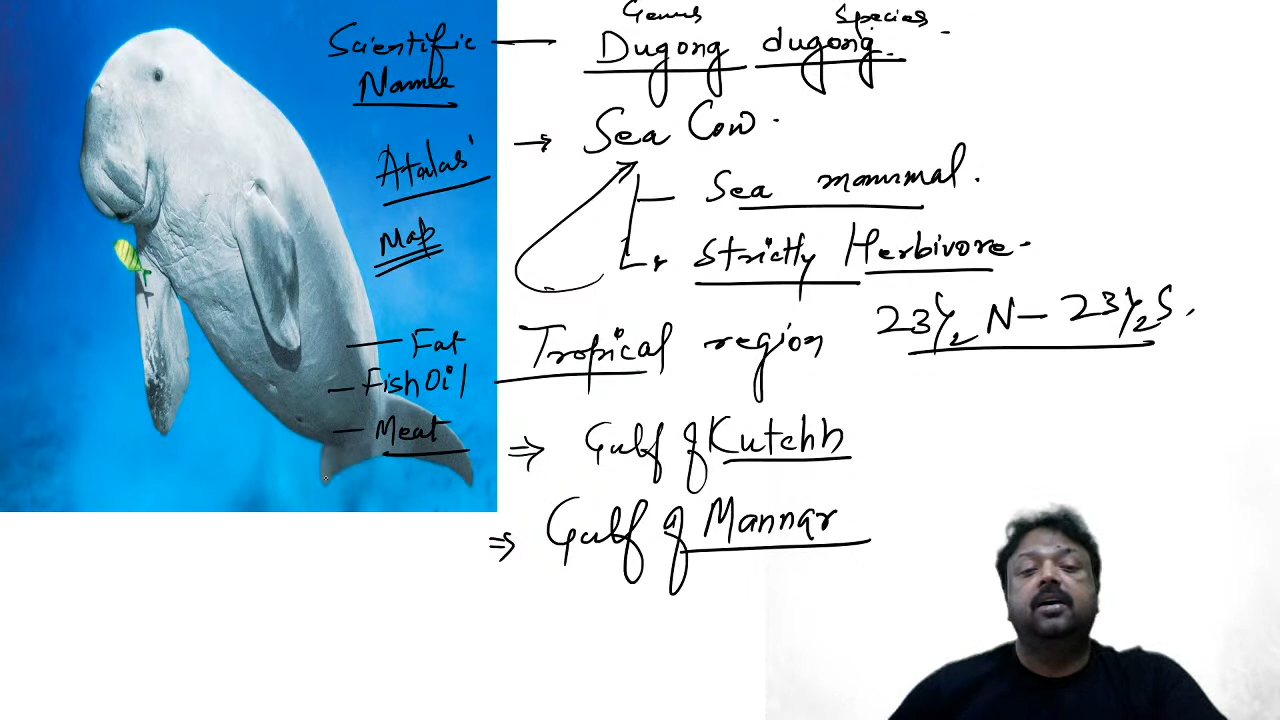 Genus Species
Scientific — Dugong dugong.
Name
→ Sea Cow.
Atalas'
Sea mammal.
Map
Strictly Herbivore.
23½ N – 23½ S.
Fat
Tropical region
Fish Oil
Meat
⇒ Gulf of Kutchh
⇒ Gulf of Mannar